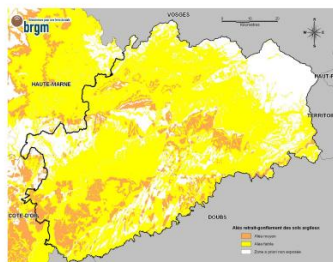 brgm
VOSGES
HAUTE-MARNE
HAUT-R
TERRITOI
COTE-D'OR
DOUBS
Aléa retrait-gonflement des sols argileux
Aléa moyen
Aléa faible
Zone a priori non exposée